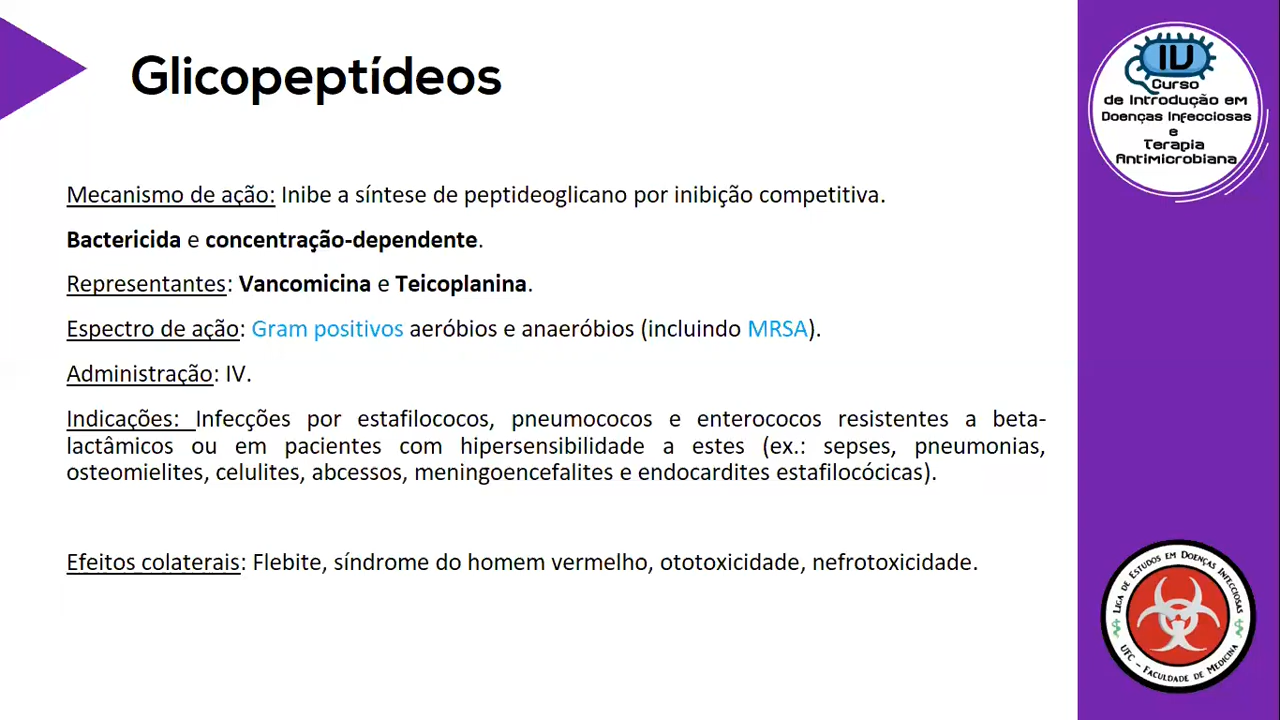 Glicopeptídeos
IV
Curso
de Introdução em
Doenças Infecciosas
e
Terapia
Antimicrobiana
Mecanismo de ação: Inibe a síntese de peptideoglicano por inibição competitiva.
Bactericida e concentração-dependente.
Representantes: Vancomicina e Teicoplanina.
Espectro de ação: Gram positivos aeróbios e anaeróbios (incluindo MRSA).
Administração: IV.
Indicações: Infecções por estafilococos, pneumococos e enterococos resistentes a beta-
lactâmicos ou em pacientes com hipersensibilidade a estes (ex.: sepses, pneumonias,
osteomielites, celulites, abcessos, meningoencefalites e endocardites estafilocócicas).
Efeitos colaterais: Flebite, síndrome do homem vermelho, ototoxicidade, nefrotoxicidade.
Liga de Estudos em Doenças Infecciosas
UTC – Faculdade de Medicina